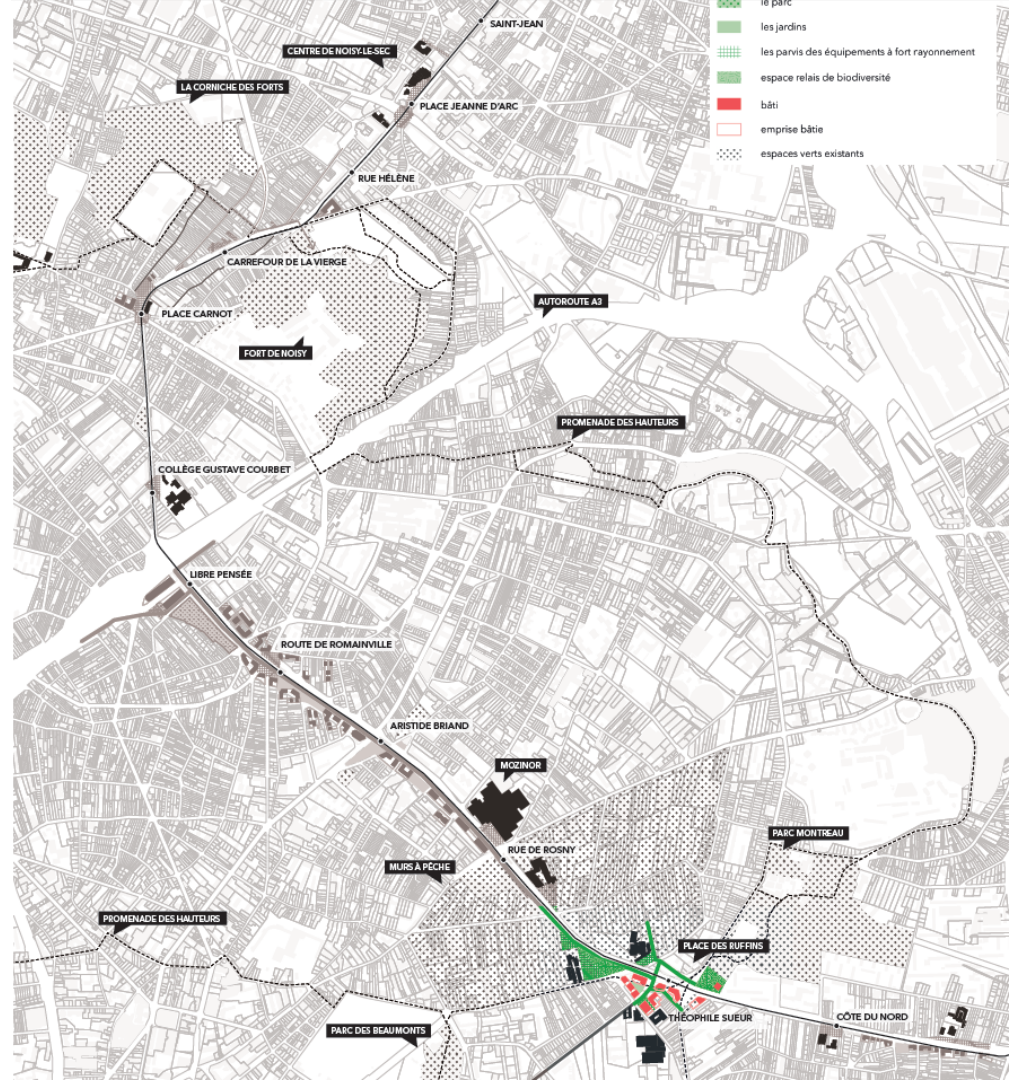 le parc
SAINT-JEAN
les jardins
CENTRE DE NOISY-LE-SEC
les parvis des équipements à fort rayonnement
espace relais de biodiversité
LA CORNICHE DES FORTS
bâti
PLACE JEANNE D'ARC
emprise bâtie
espaces verts existants
RUE HÉLÈNE
CARREFOUR DE LA VIERGE
AUTOROUTE A3
PLACE CARNOT
FORT DE NOISY
PROMENADE DES HAUTEURS
COLLÈGE GUSTAVE COURBET
LIBRE PENSÉE
ROUTE DE ROMAINVILLE
ARISTIDE BRIAND
MOZINOR
PARC MONTREAU
RUE DE ROSNY
MURS À PÊCHE
PROMENADE DES HAUTEURS
PLACE DES RUFFINS
THÉOPHILE SUEUR
CÔTE DU NORD
PARC DES BEAUMONTS